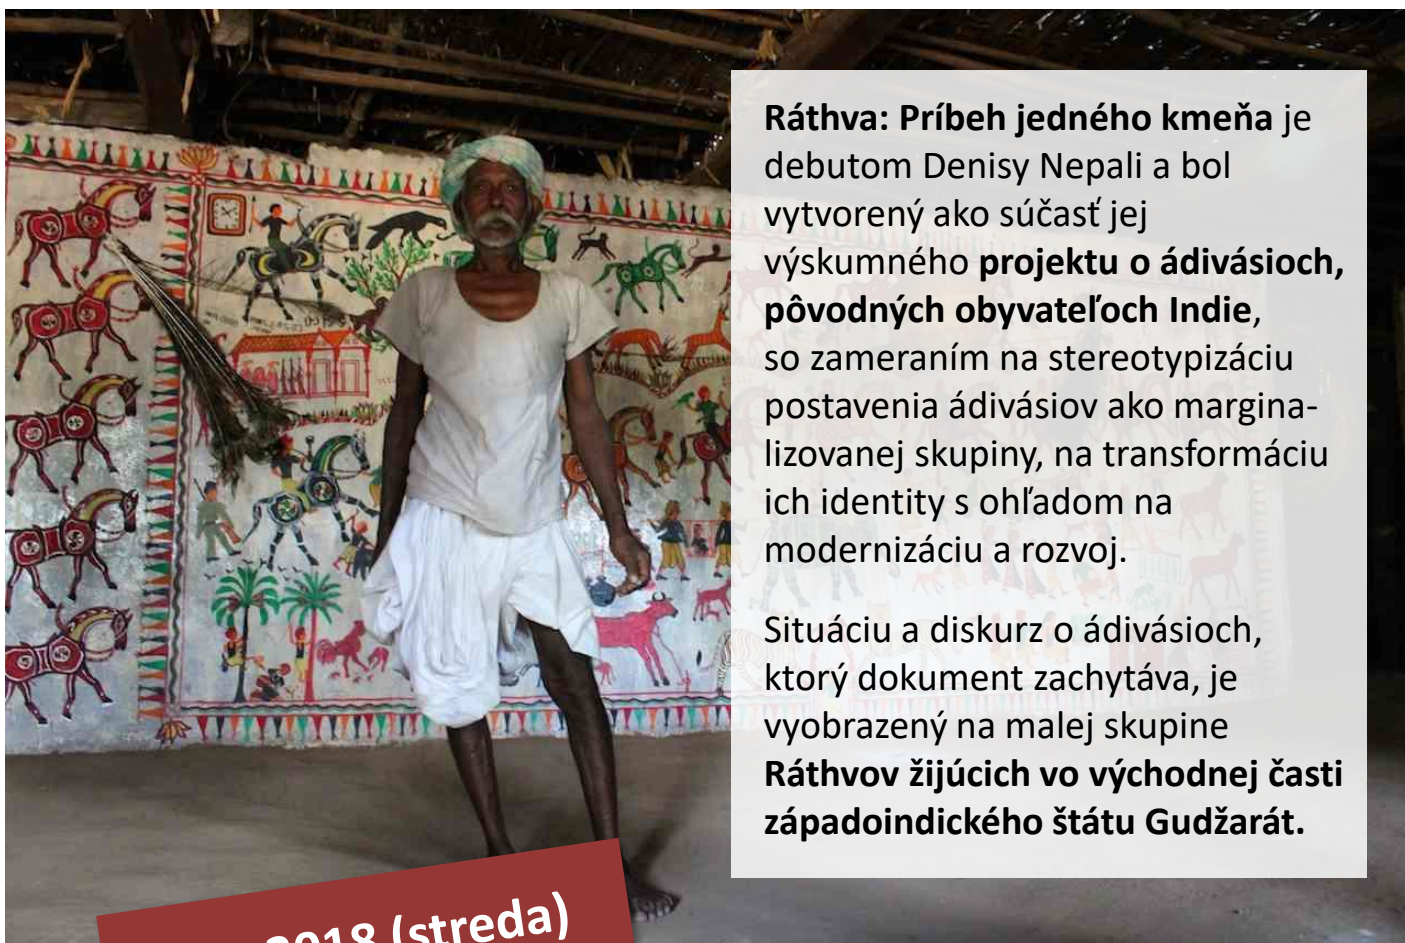 Ráthva: Príbeh jedného kmeňa je
debutom Denisy Nepali a bol
vytvorený ako súčasť jej
výskumného projektu o ádivásioch,
pôvodných obyvateľoch Indie,
so zameraním na stereotypizáciu
postavenia ádivásiov ako margina-
lizovanej skupiny, na transformáciu
ich identity s ohľadom na
modernizáciu a rozvoj.
Situáciu a diskurz o ádivásioch,
ktorý dokument zachytáva, je
vyobrazený na malej skupine
Ráthvov žijúcich vo východnej časti
západoindického štátu Gudžarát.
2018 (streda)